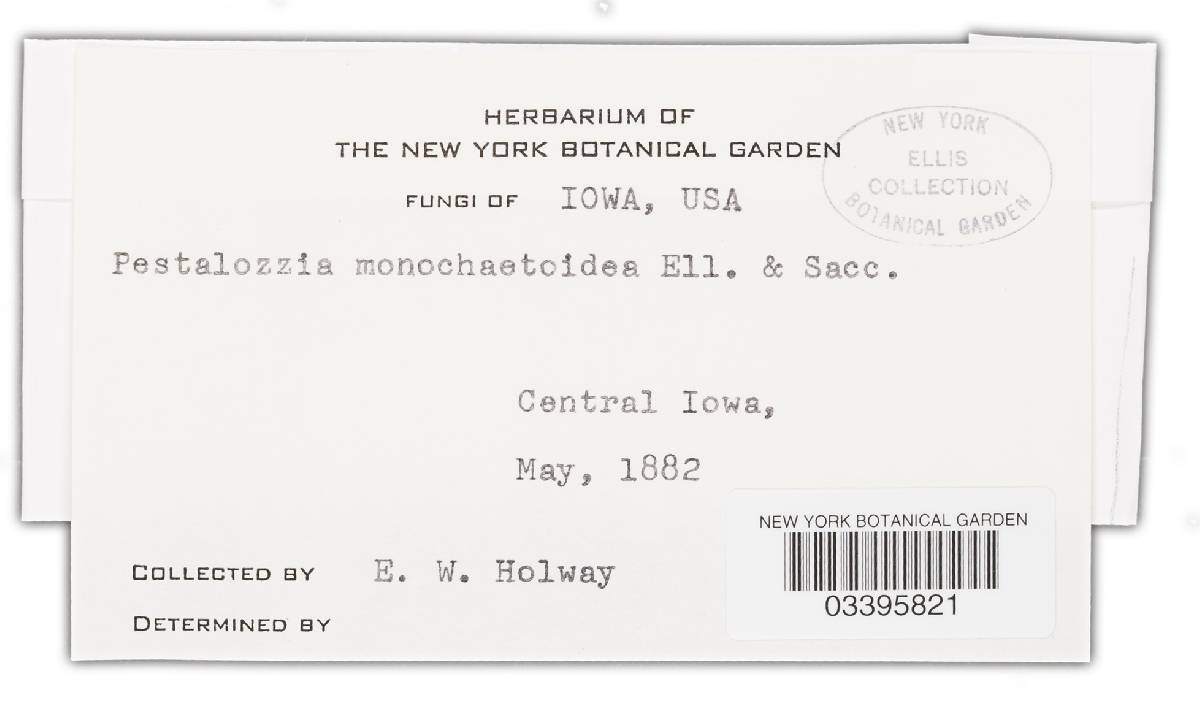 HERBARIUM OF
THE NEW YORK BOTANICAL GARDEN
FUNGI OF IOWA, USA
NEW YORK
ELLIS
COLLECTION
BOTANICAL GARDEN
Pestalozzia monochaetoidea Ell. & Sacc.
Central Iowa,
May, 1882
COLLECTED BY E. W. Holway
DETERMINED BY
NEW YORK BOTANICAL GARDEN
03395821